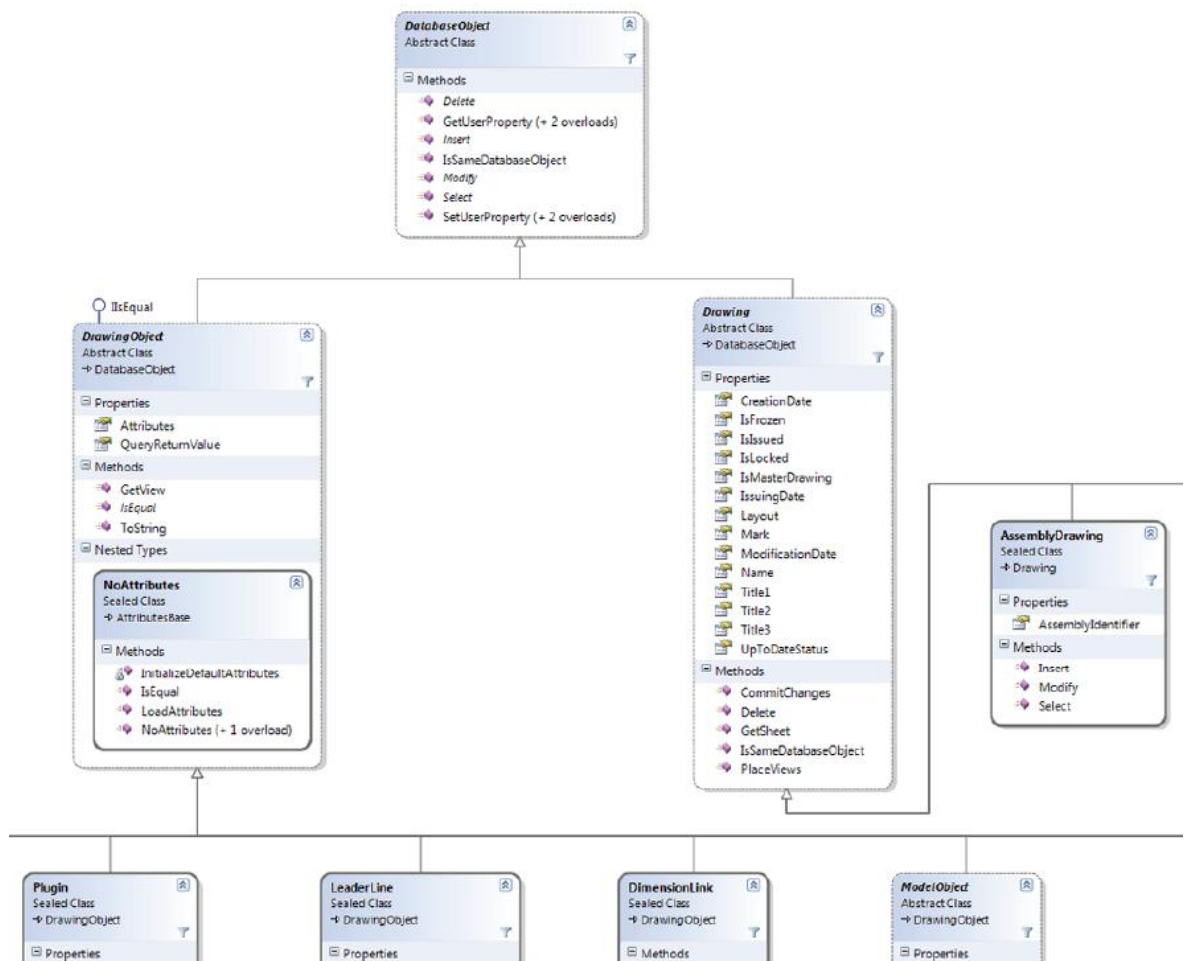 DatabaseObject
Abstract Class
Methods
Delete
GetUserProperty (+ 2 overloads)
Insert
IsSameDatabaseObject
Modify
Select
SetUserProperty (+ 2 overloads)
IIsEqual
DrawingObject
Abstract Class
DatabaseObject
Properties
Attributes
QueryReturnValue
Methods
GetView
IsEqual
ToString
Nested Types
NoAttributes
Sealed Class
AttributesBase
Methods
InitializeDefaultAttributes
IsEqual
LoadAttributes
NoAttributes (+ 1 overload)
Drawing
Abstract Class
DatabaseObject
Properties
CreationDate
IsFrozen
IsIssued
IsLocked
IsMasterDrawing
IssuingDate
Layout
Mark
ModificationDate
Name
Title1
Title2
Title3
UpToDateStatus
Methods
CommitChanges
Delete
GetSheet
IsSameDatabaseObject
PlaceViews
AssemblyDrawing
Sealed Class
Drawing
Properties
AssemblyIdentifier
Methods
Insert
Modify
Select
Plugin
Sealed Class
DrawingObject
Properties
LeaderLine
Sealed Class
DrawingObject
Properties
DimensionLink
Sealed Class
DrawingObject
Methods
ModelObject
Abstract Class
DrawingObject
Properties